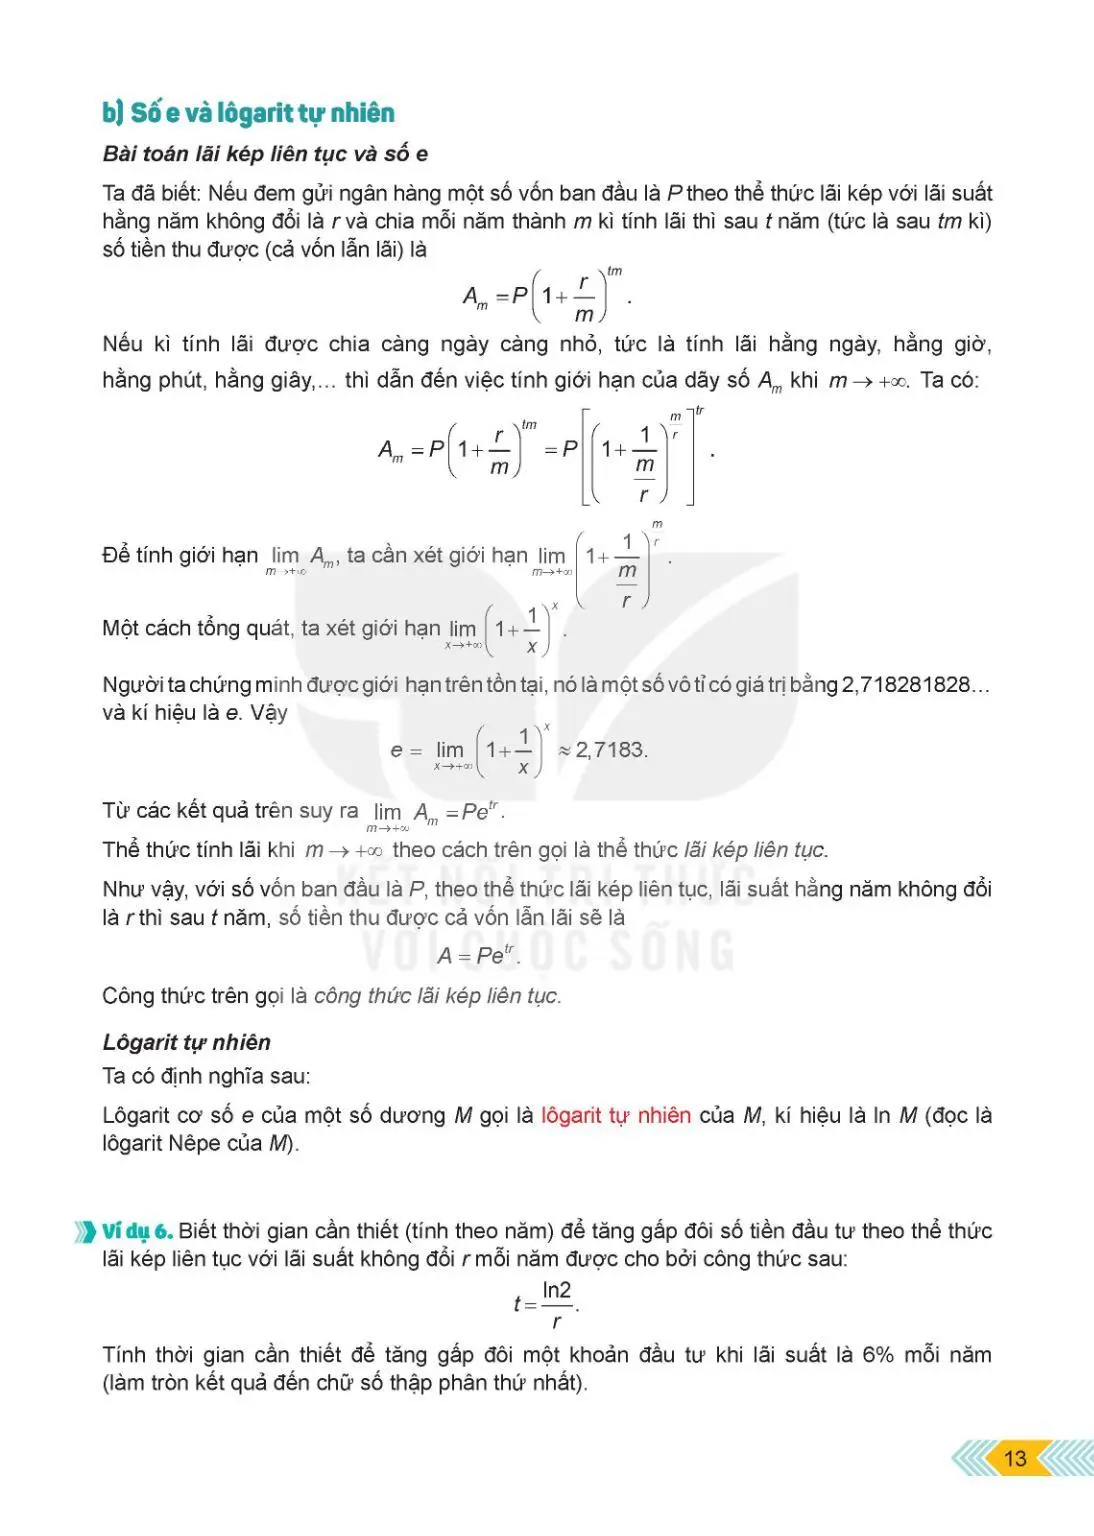 b) Số e và lôgarit tự nhiên
Bài toán lãi kép liên tục và số e
Ta đã biết: Nếu đem gửi ngân hàng một số vốn ban đầu là P theo thể thức lãi kép với lãi suất
hằng năm không đổi là r và chia mỗi năm thành m kì tính lãi thì sau t năm (tức là sau tm kì)
số tiền thu được (cả vốn lẫn lãi) là
A_m = P(1 + r/m)^{tm}.
Nếu kì tính lãi được chia càng ngày càng nhỏ, tức là tính lãi hằng ngày, hằng giờ,
hằng phút, hằng giây,... thì dẫn đến việc tính giới hạn của dãy số A_m khi m → +∞. Ta có:
A_m = P(1 + r/m)^{tm} = P[(1 + 1/(m/r))^{m/r}]^{tr}.
Để tính giới hạn lim_{m→+∞} A_m, ta cần xét giới hạn lim_{m→+∞} (1 + 1/(m/r))^{m/r}.
Một cách tổng quát, ta xét giới hạn lim_{x→+∞} (1 + 1/x)^x.
Người ta chứng minh được giới hạn trên tồn tại, nó là một số vô tỉ có giá trị bằng 2,718281828...
và kí hiệu là e. Vậy
e = lim_{x→+∞} (1 + 1/x)^x ≈ 2,7183.
Từ các kết quả trên suy ra lim_{m→+∞} A_m = Pe^{tr}.
Thể thức tính lãi khi m → +∞ theo cách trên gọi là thể thức lãi kép liên tục.
Như vậy, với số vốn ban đầu là P, theo thể thức lãi kép liên tục, lãi suất hằng năm không đổi
là r thì sau t năm, số tiền thu được cả vốn lẫn lãi sẽ là
A = Pe^{tr}.
Công thức trên gọi là công thức lãi kép liên tục.
Lôgarit tự nhiên
Ta có định nghĩa sau:
Lôgarit cơ số e của một số dương M gọi là lôgarit tự nhiên của M, kí hiệu là ln M (đọc là
lôgarit Nêpe của M).
Ví dụ 6. Biết thời gian cần thiết (tính theo năm) để tăng gấp đôi số tiền đầu tư theo thể thức
lãi kép liên tục với lãi suất không đổi r mỗi năm được cho bởi công thức sau:
t = ln2/r.
Tính thời gian cần thiết để tăng gấp đôi một khoản đầu tư khi lãi suất là 6% mỗi năm
(làm tròn kết quả đến chữ số thập phân thứ nhất).
KẾT NỐI TRI THỨC
VỚI CUỘC SỐNG
13